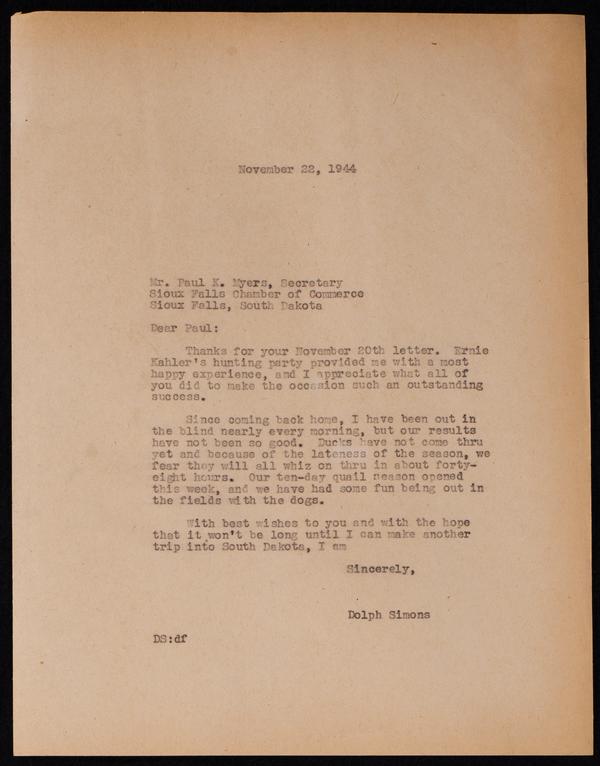 November 22, 1944
Mr. Paul K. Myers, Secretary
Sioux Falls Chamber of Commerce
Sioux Falls, South Dakota
Dear Paul:
Thanks for your November 20th letter. Ernie
Kahler's hunting party provided me with a most
happy experience, and I appreciate what all of
you did to make the occasion such an outstanding
success.
Since coming back home, I have been out in
the blind nearly every morning, but our results
have not been so good. Ducks have not come thru
yet and because of the lateness of the season, we
fear they will all whiz on thru in about forty-
eight hours. Our ten-day quail season opened
this week, and we have had some fun being out in
the fields with the dogs.
With best wishes to you and with the hope
that it won't be long until I can make another
trip into South Dakota, I am
Sincerely,
Dolph Simons
DS:df